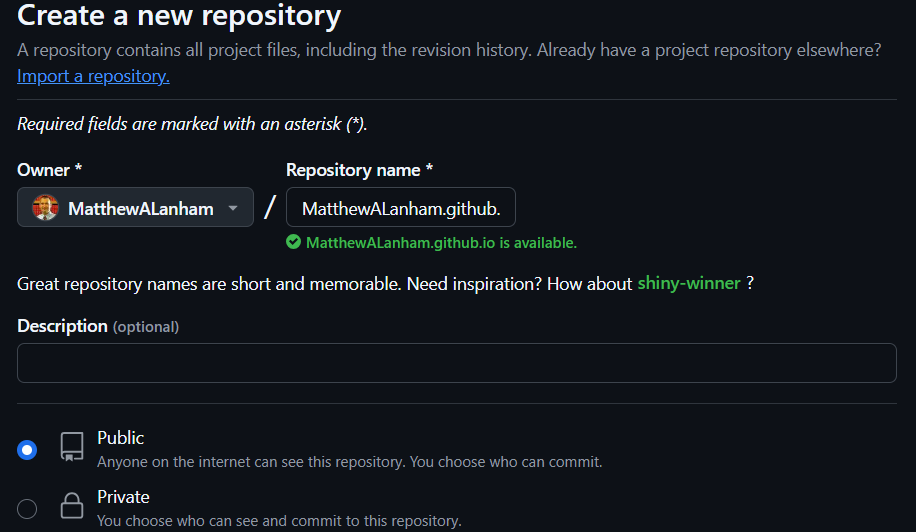 Create a new repository
A repository contains all project files, including the revision history. Already have a project repository elsewhere?
Import a repository.
Required fields are marked with an asterisk (*).
Owner *
Repository name *
MatthewALanham
/
MatthewALanham.github.
MatthewALanham.github.io is available.
Great repository names are short and memorable. Need inspiration? How about shiny-winner ?
Description (optional)
Public
Anyone on the internet can see this repository. You choose who can commit.
Private
You choose who can see and commit to this repository.